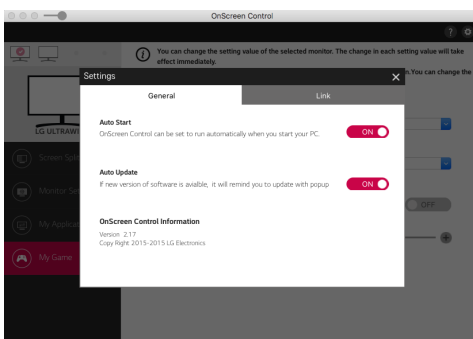 OnScreen Control
?
i
You can change the setting value of the selected monitor. The change in each setting value will take
effect immediately.
n.You can change the
Settings
General
Link
LG ULTRAWI
Auto Start
OnScreen Control can be set to run automatically when you start your PC.
ON
Screen Spli
Auto Update
If new version of software is avialble, it will remind you to update with popup
ON
Monitor Set
OFF
My Applicat
OnScreen Control Information
Version 2.17
Copy Right 2015-2015 LG Electronics
My Game